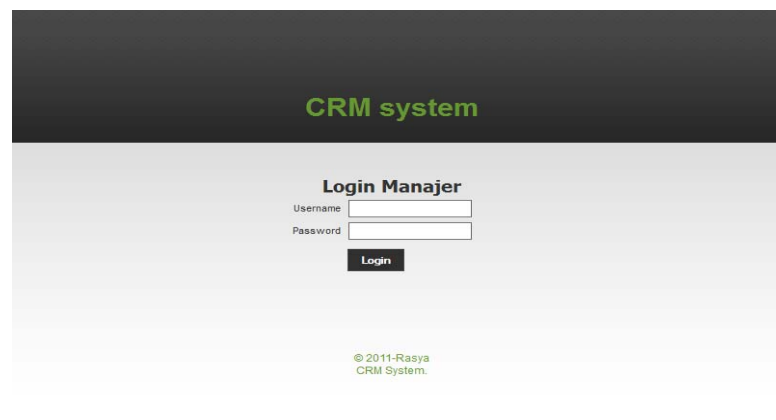 CRM system
Login Manajer
Username
Password
Login
© 2011-Rasya
CRM System.